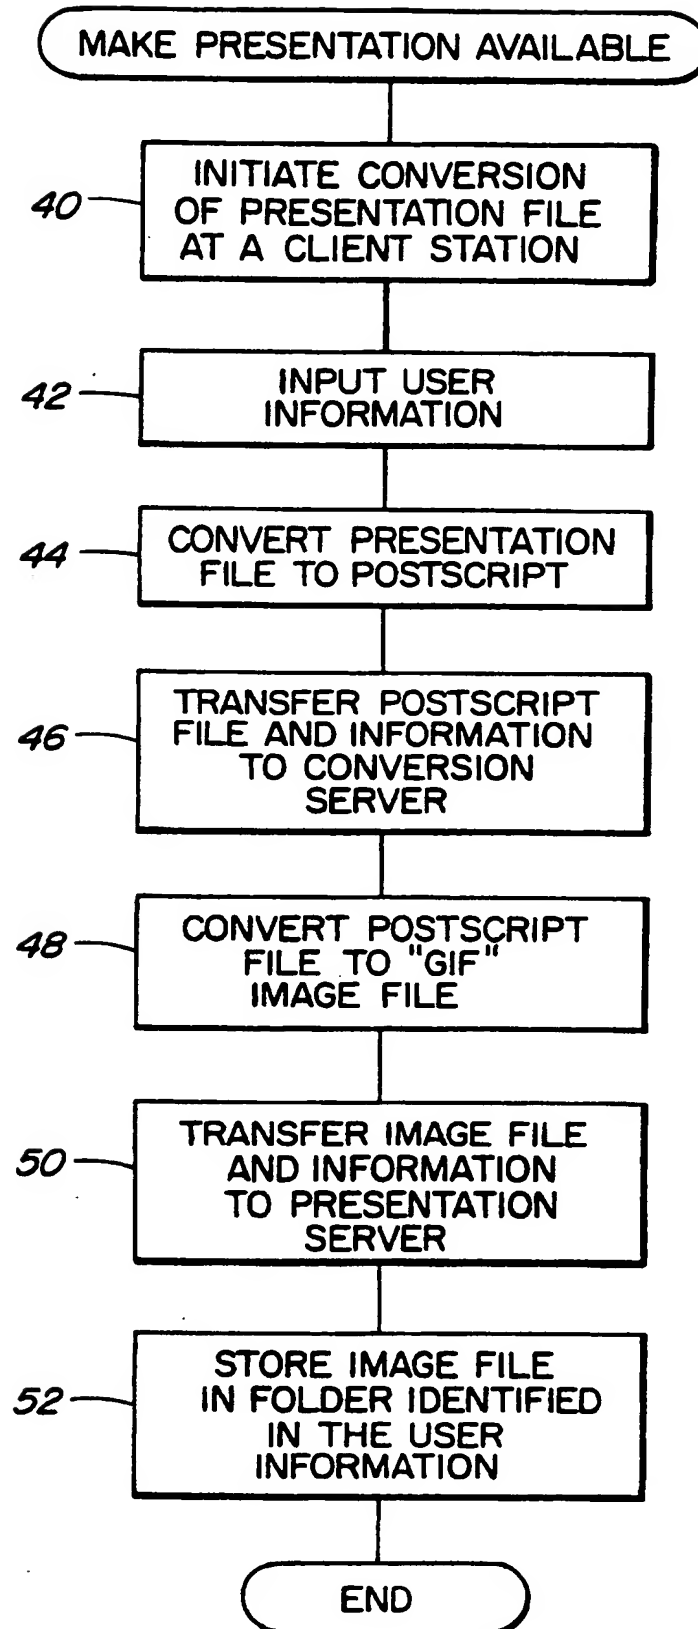 MAKE PRESENTATION AVAILABLE
40
INITIATE CONVERSION
OF PRESENTATION FILE
AT A CLIENT STATION
42
INPUT USER
INFORMATION
44
CONVERT PRESENTATION
FILE TO POSTSCRIPT
46
TRANSFER POSTSCRIPT
FILE AND INFORMATION
TO CONVERSION
SERVER
48
CONVERT POSTSCRIPT
FILE TO "GIF"
IMAGE FILE
50
TRANSFER IMAGE FILE
AND INFORMATION
TO PRESENTATION
SERVER
52
STORE IMAGE FILE
IN FOLDER IDENTIFIED
IN THE USER
INFORMATION
END